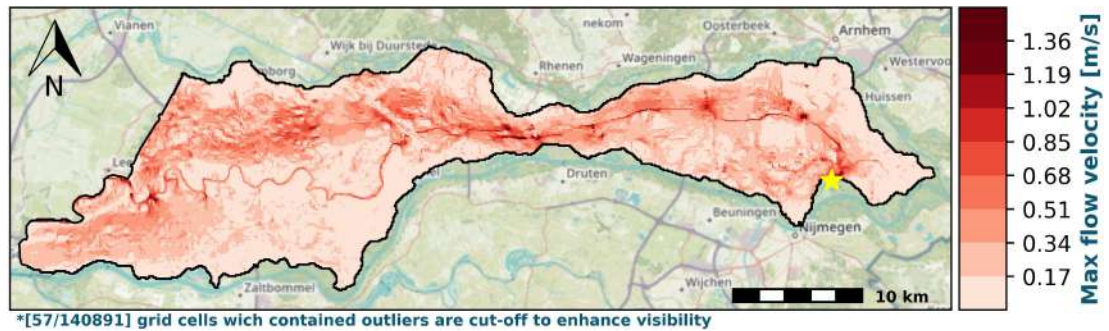 Vianen
nekom
Oosterbeek
Arnhem
Wijk bij Duurstede
Wageningen
Westervoo
Rhenen
Huissen
N
Druten
Beuningen
Nijmegen
Wijchen
Zaltbommel
10 km
1.36
1.19
1.02
0.85
0.68
0.51
0.34
0.17
Max flow velocity [m/s]
*[57/140891] grid cells wich contained outliers are cut-off to enhance visibility